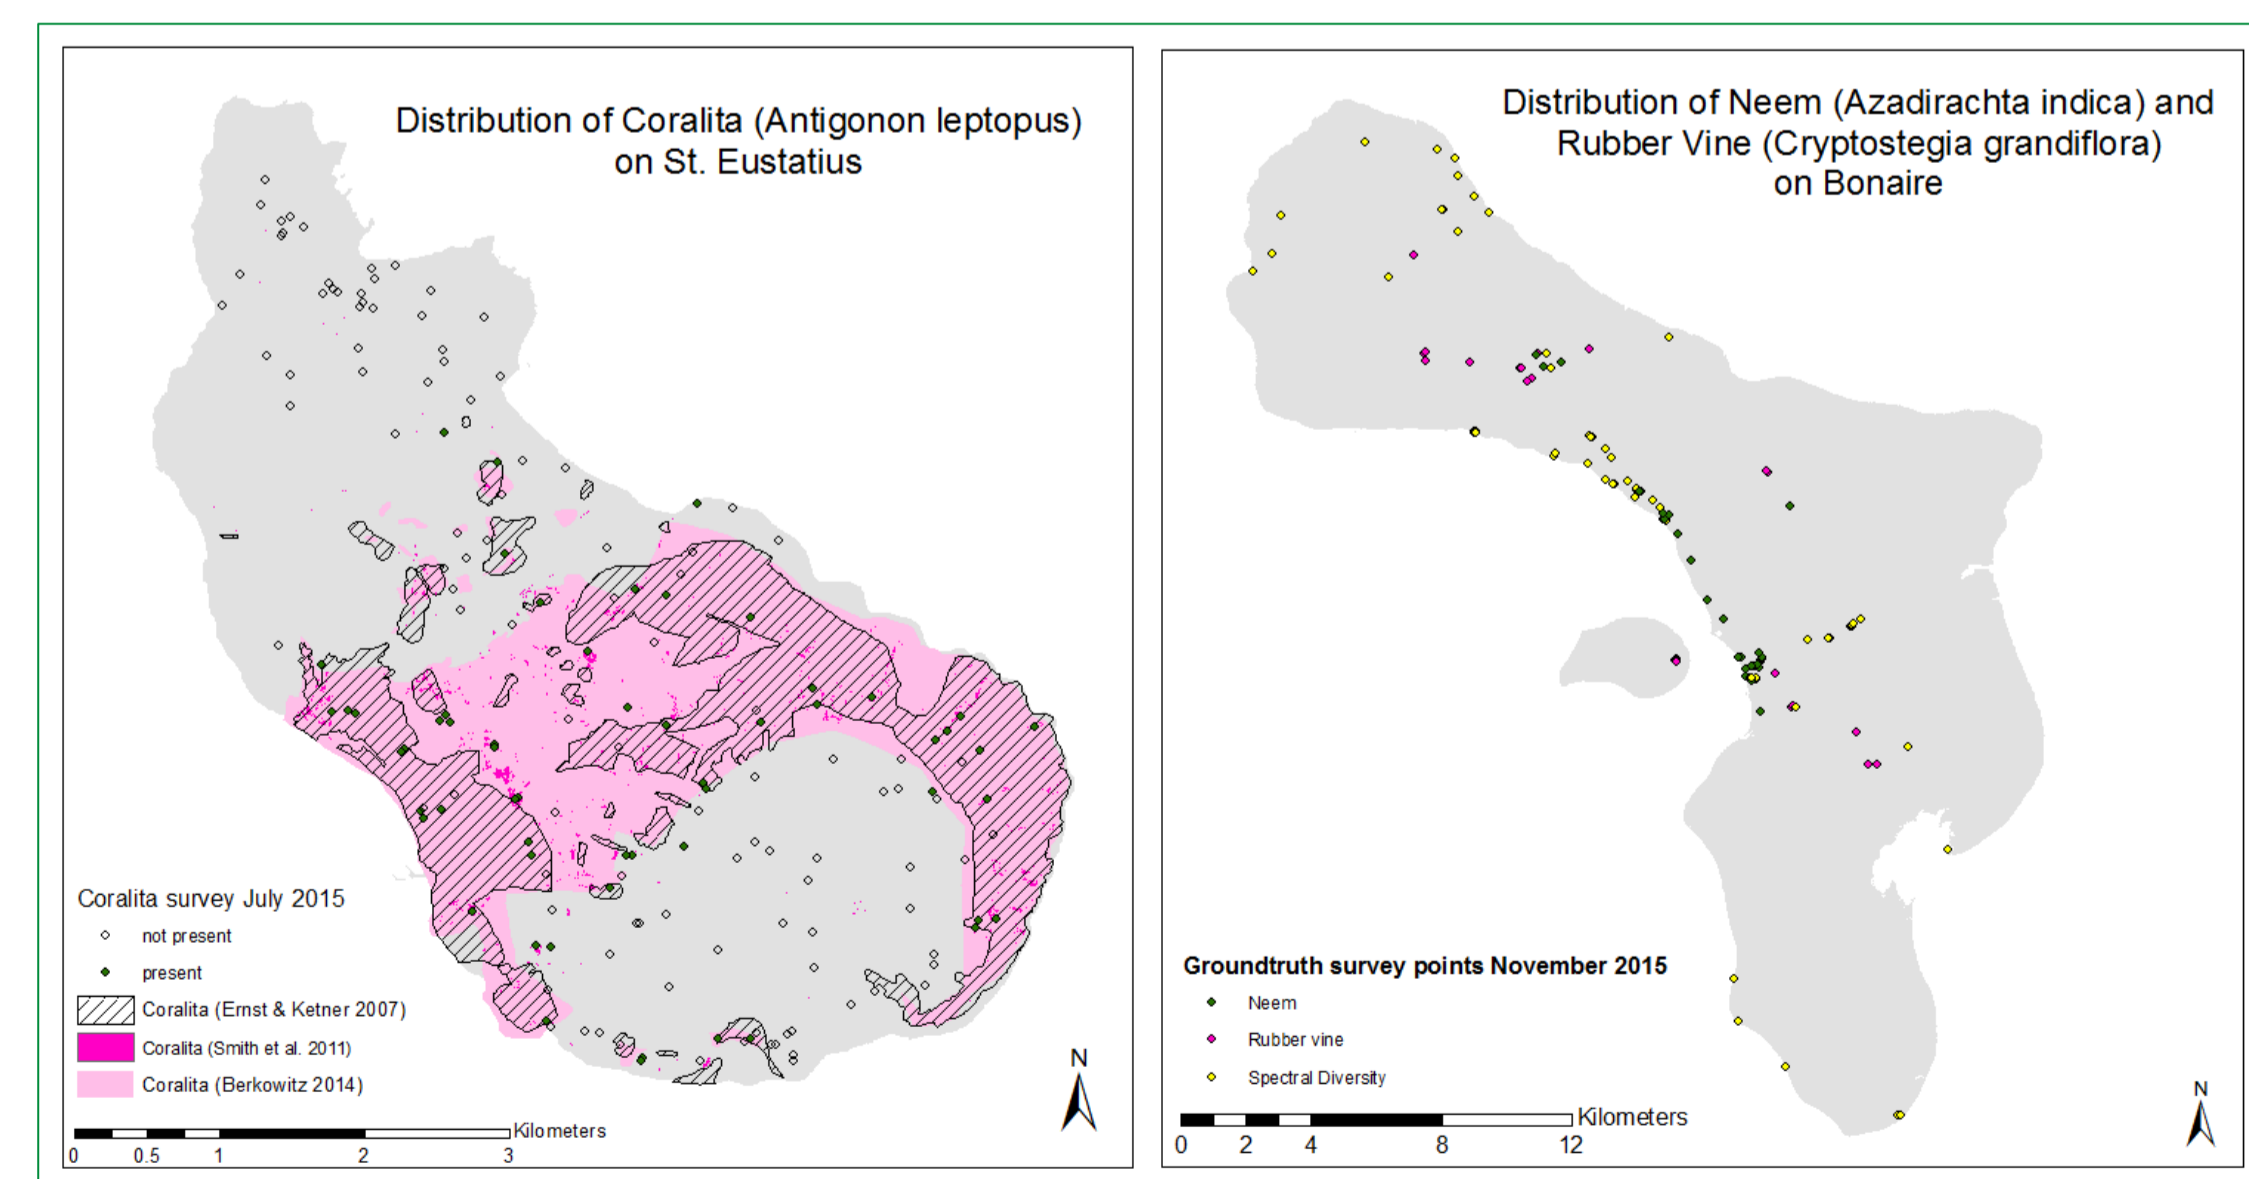 Distribution of Coralita (Antigonon leptopus)
on St. Eustatius
Coralita survey July 2015
not present
present
Coralita (Ernst & Ketner 2007)
Coralita (Smith et al. 2011)
Coralita (Berkowitz 2014)
Kilometers
0 0.5 1 2 3
N
Distribution of Neem (Azadirachta indica) and
Rubber Vine (Cryptostegia grandiflora)
on Bonaire
Groundtruth survey points November 2015
Neem
Rubber vine
Spectral Diversity
Kilometers
0 2 4 8 12
N